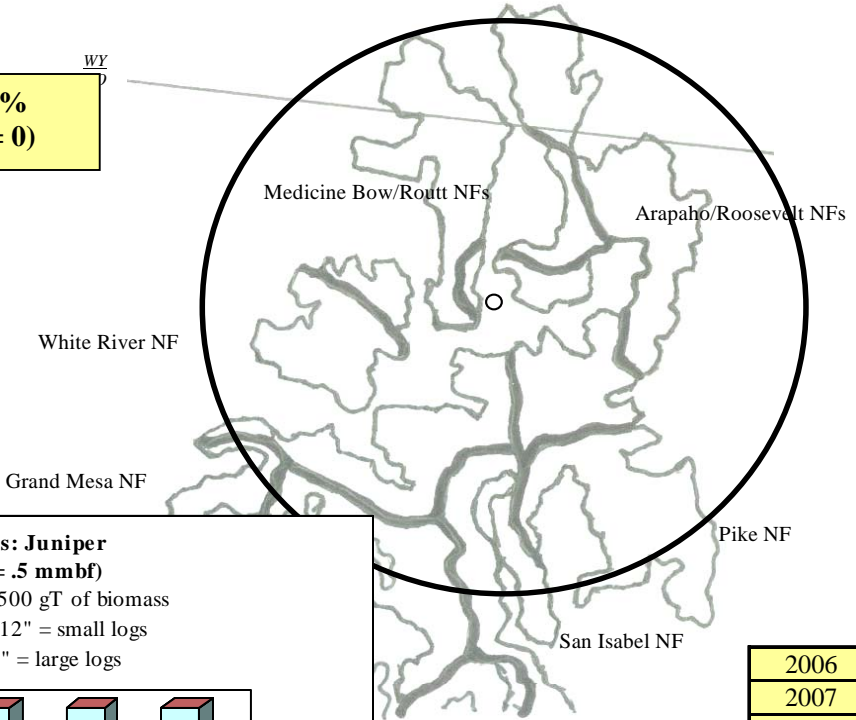 WY
%
= 0)
Medicine Bow/Routt NFs
Arapaho/Roosevelt NFs
White River NF
Grand Mesa NF
s: Juniper
= .5 mmbf)
500 gT of biomass
12" = small logs
" = large logs
Pike NF
San Isabel NF
2006
2007